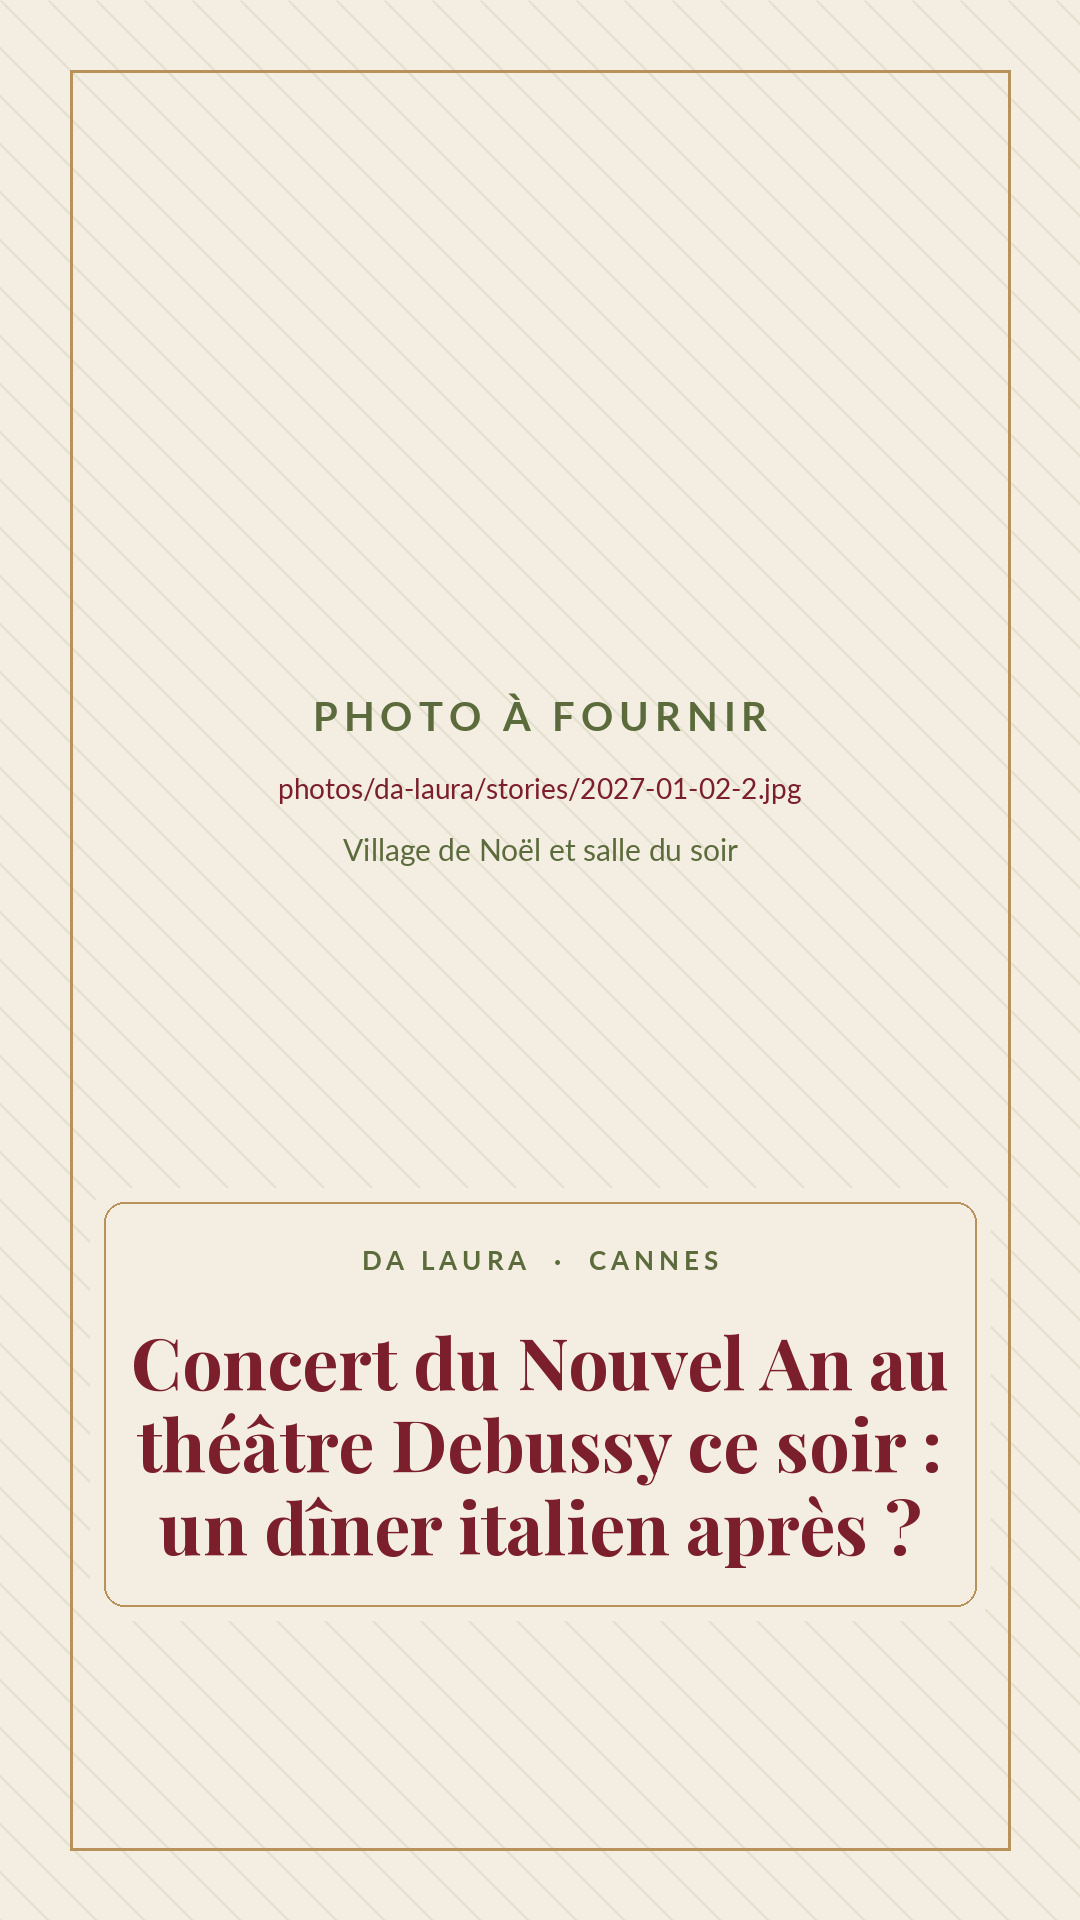 PHOTO À FOURNIR
photos/da-laura/stories/2027-01-02-2.jpg
Village de Noël et salle du soir
DA LAURA · CANNES
Concert du Nouvel An au
théâtre Debussy ce soir :
un dîner italien après ?